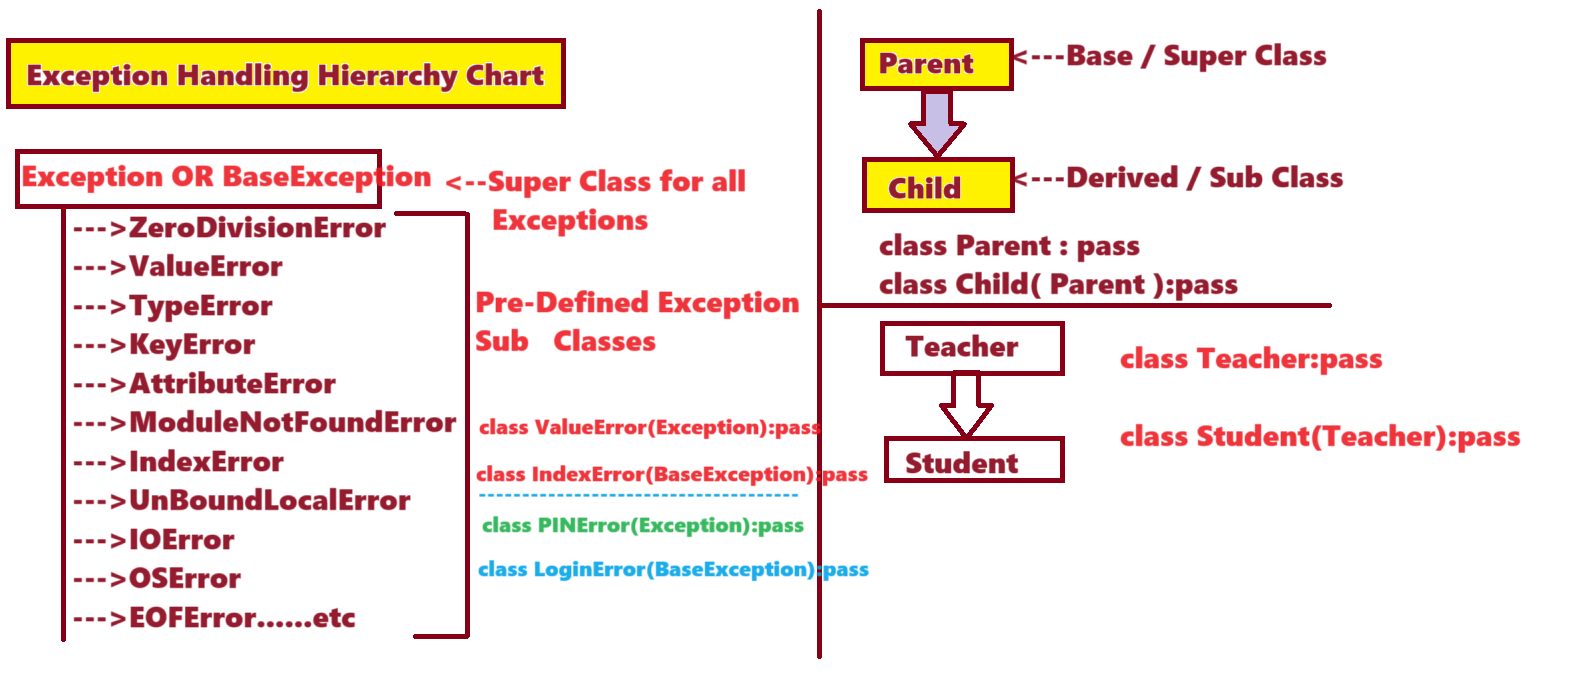 Exception Handling Hierarchy Chart
Exception OR BaseException
<--Super Class for all
Exceptions
--->ZeroDivisionError
--->ValueError
--->TypeError
--->KeyError
--->AttributeError
--->ModuleNotFoundError
--->IndexError
--->UnBoundLocalError
--->IOError
--->OSError
--->EOFError......etc
Pre-Defined Exception
Sub Classes
class ValueError(Exception):pass
class IndexError(BaseException):pass
-------------------------------------
class PINError(Exception):pass
class LoginError(BaseException):pass
Parent
<---Base / Super Class
Child
<---Derived / Sub Class
class Parent : pass
class Child( Parent ):pass
Teacher
class Teacher:pass
Student
class Student(Teacher):pass